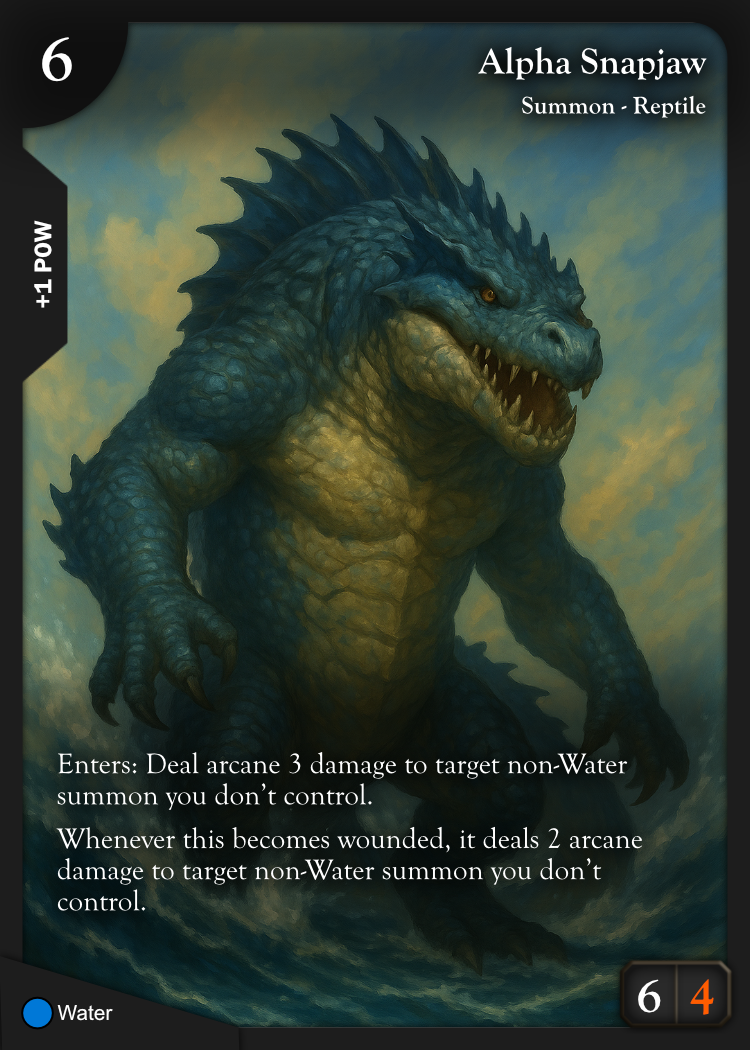 6
Alpha Snapjaw
Summon - Reptile
+1 POW
Enters: Deal arcane 3 damage to target non-Water
summon you don't control.
Whenever this becomes wounded, it deals 2 arcane
damage to target non-Water summon you don't
control.
Water
6 4